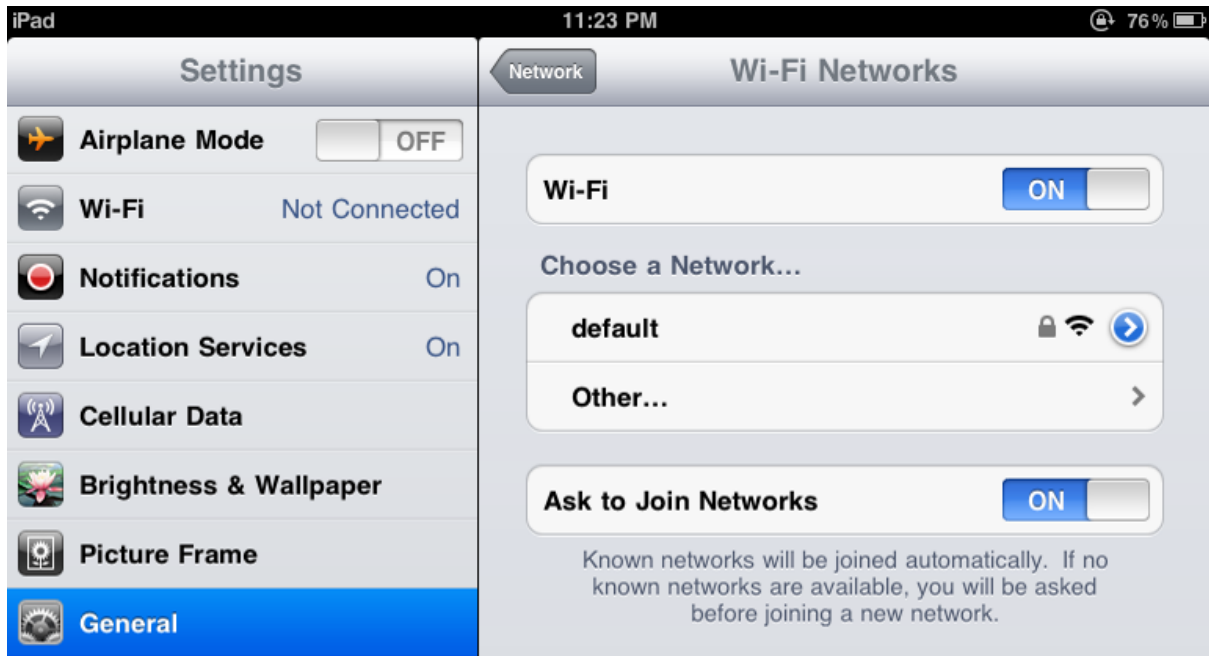 iPad 11:23 PM 76%
Settings
Airplane Mode OFF
Wi-Fi Not Connected
Notifications On
Location Services On
Cellular Data
Brightness & Wallpaper
Picture Frame
General
Network Wi-Fi Networks
Wi-Fi ON
Choose a Network...
default
Other...
Ask to Join Networks ON
Known networks will be joined automatically. If no
known networks are available, you will be asked
before joining a new network.